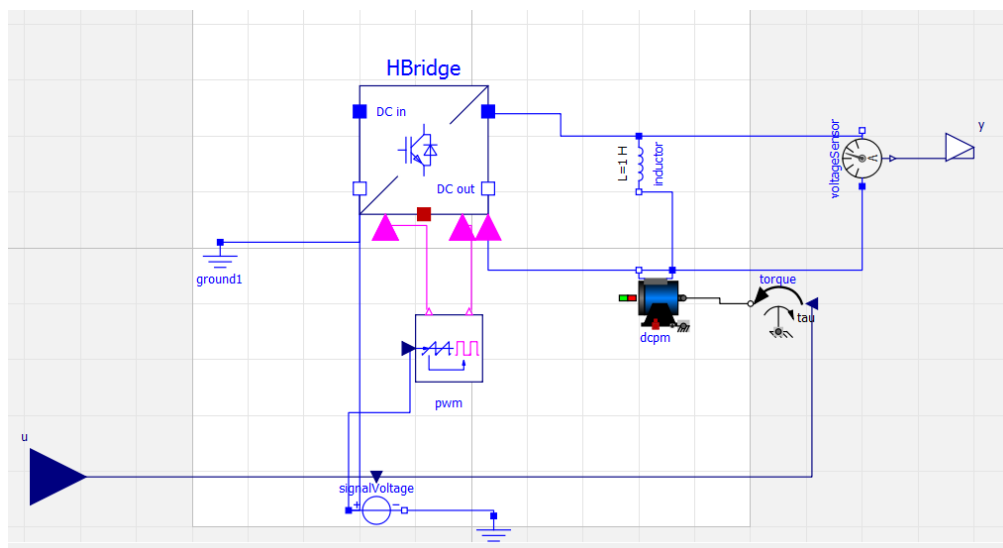 HBridge
DC in
DC out
L=1 H
inductor
voltageSensor
V
y
ground1
torque
tau
dcpm
pwm
u
signalVoltage
+
-